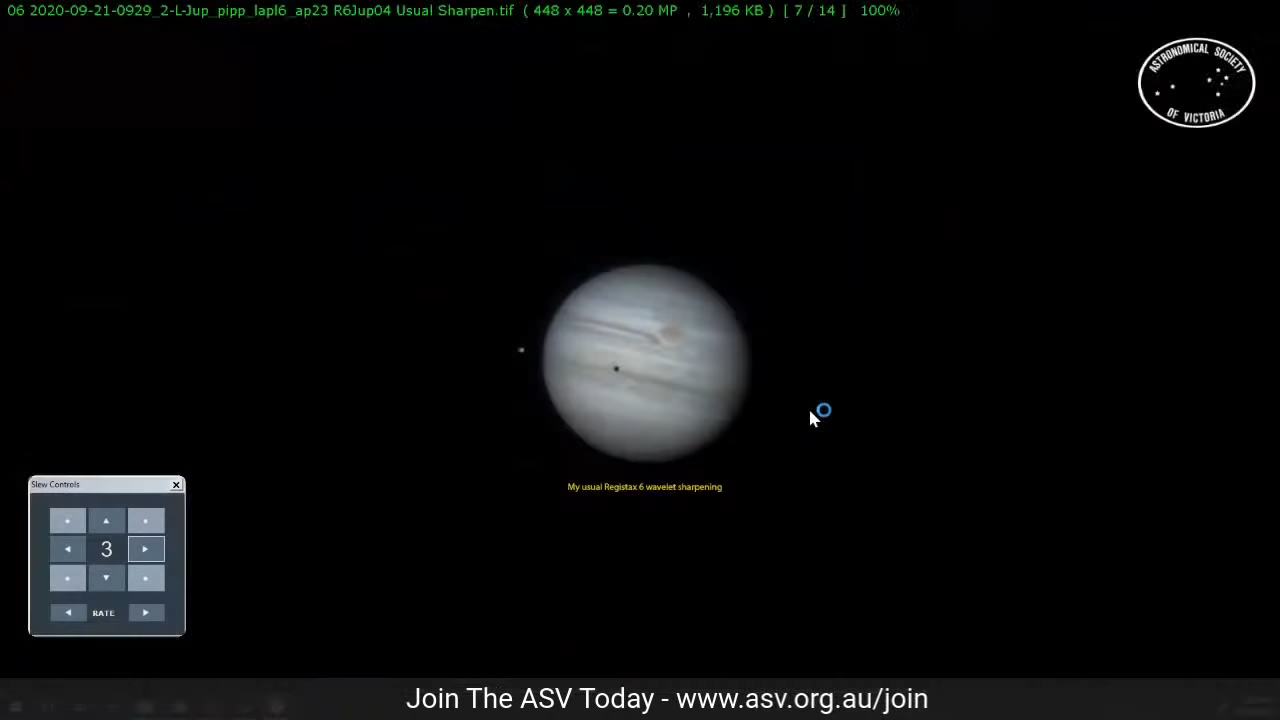 06 2020-09-21-0929_2-L-Jup_pipp_lapl6_ap23 R6Jup04 Usual Sharpen.tif ( 448 x 448 = 0.20 MP , 1,196 KB ) [ 7 / 14 ] 100%
ASTRONOMICAL SOCIETY
OF VICTORIA
My usual Registax 6 wavelet sharpening
Slew Controls
3
RATE
Join The ASV Today - www.asv.org.au/join